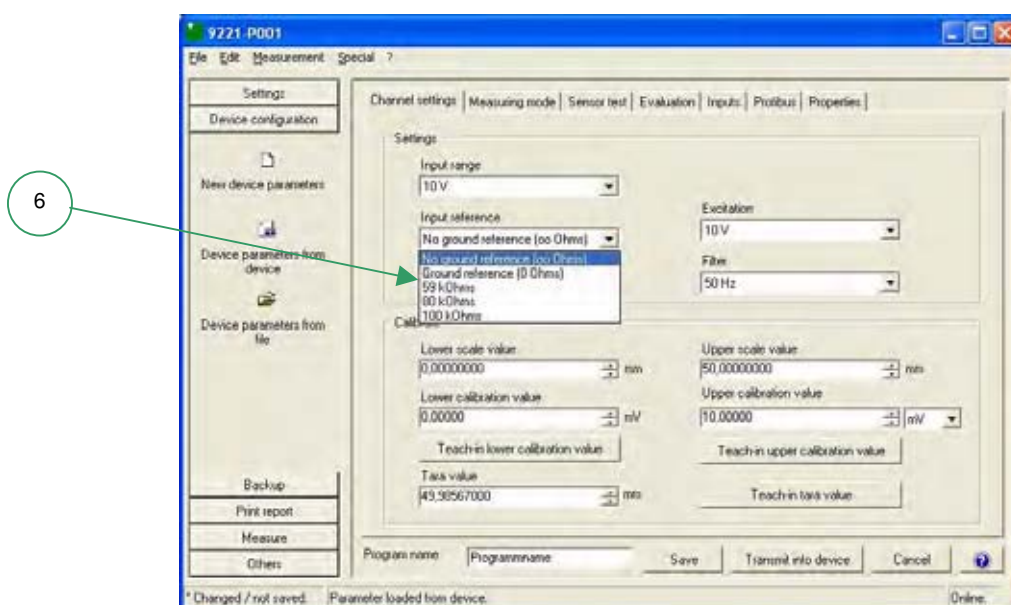 9221-P001
File Edit Measurement Special ?
Settings
Device configuration
New device parameters
Device parameters from
device
Device parameters from
file
Backup
Print report
Measure
Others
6
Channel settings Measuring mode Sensor test Evaluation Inputs Profibus Properties
Settings
Input range
10 V
Input reference
No ground reference (oo Ohms)
No ground reference (oo Ohms)
Ground reference (0 Ohms)
59 kOhms
80 kOhms
100 kOhms
Excitation
10 V
Filter
50 Hz
Lower scale value
0,00000000 mm
Upper scale value
50,00000000 mm
Lower calibration value
0.00000 mV
Upper calibration value
10.00000 mV
Teach-in lower calibration value
Teach-in upper calibration value
Tara value
49,98567000 mm
Teach-in tara value
Program name Programmname Save Transmit into device Cancel
* Changed / not saved. Parameter loaded from device. Online.